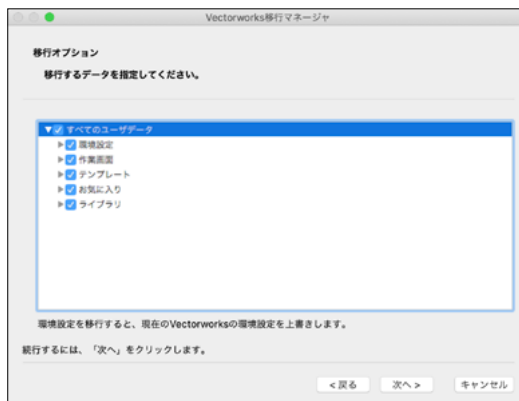 Vectorworks移行マネージャ
移行オプション
移行するデータを指定してください。
すべてのユーザデータ
環境設定
作業画面
テンプレート
お気に入り
ライブラリ
環境設定を移行すると、現在のVectorworksの環境設定を上書きします。
続行するには、「次へ」をクリックします。
<戻る 次へ> キャンセル